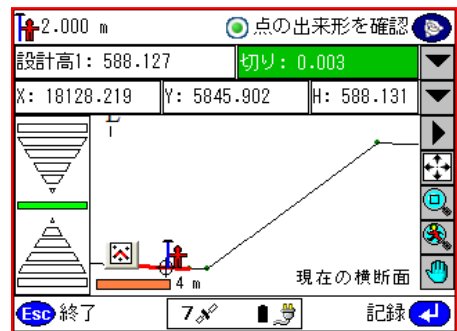 2.000 m 点の出来形を確認
設計高1: 588.127 切り: 0.003
X: 18128.219 Y: 5845.902 H: 588.131
4 m
現在の横断面
Esc 終了 7 記録